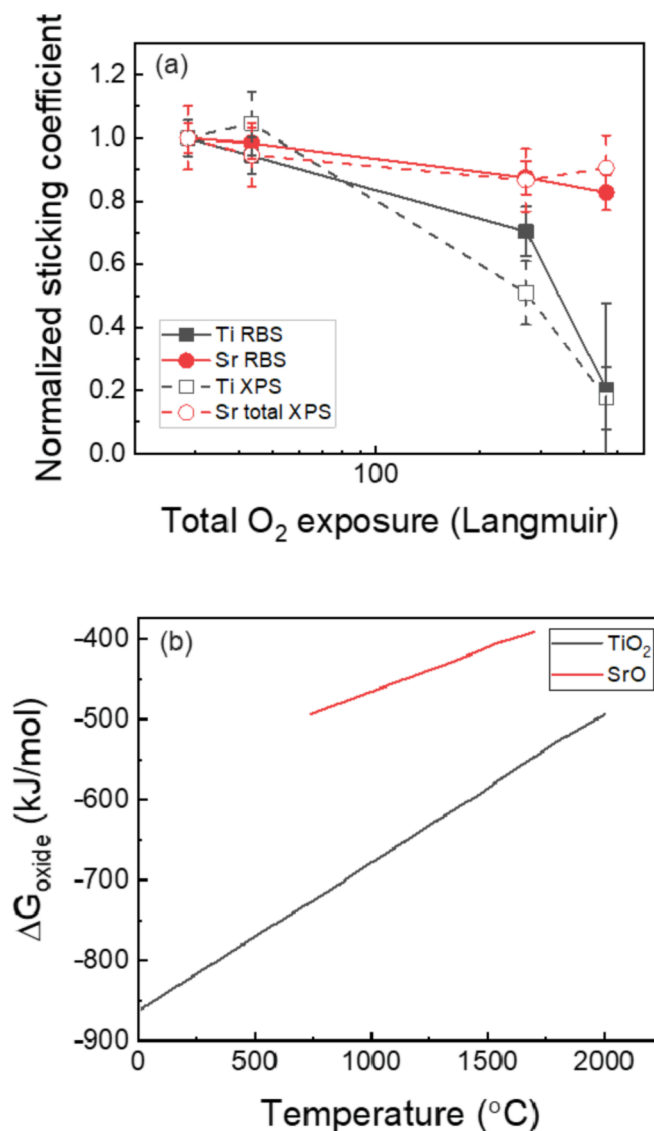 (a)
Normalized sticking coefficient
1.2
1.0
0.8
0.6
0.4
0.2
0.0
Ti RBS
Sr RBS
Ti XPS
Sr total XPS
100
Total O₂ exposure (Langmuir)
(b)
ΔG_oxide (kJ/mol)
-400
-500
-600
-700
-800
-900
TiO₂
SrO
0 500 1000 1500 2000
Temperature (°C)